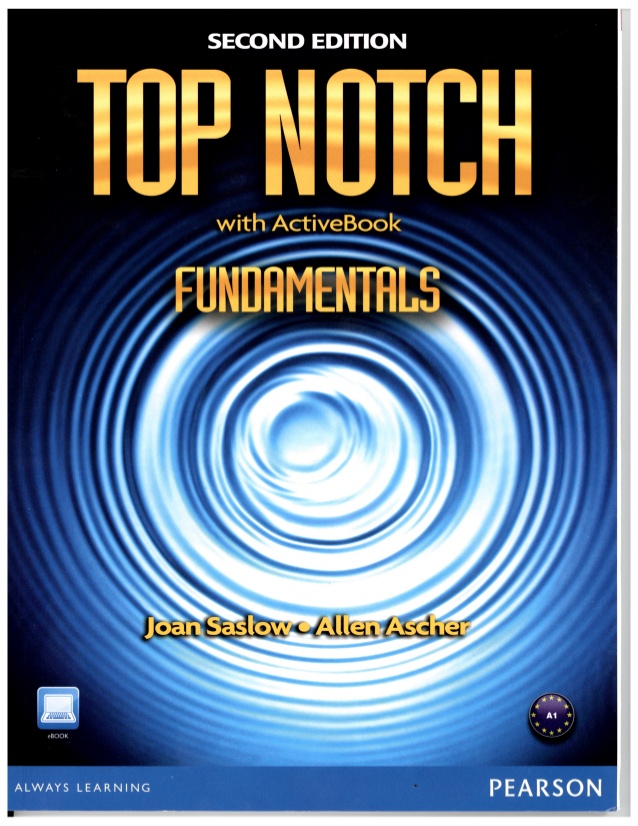 SECOND EDITION
TOP NOTCH
with ActiveBook
FUNDAMENTALS
Joan Saslow • Allen Ascher
eBOOK
A1
ALWAYS LEARNING
PEARSON